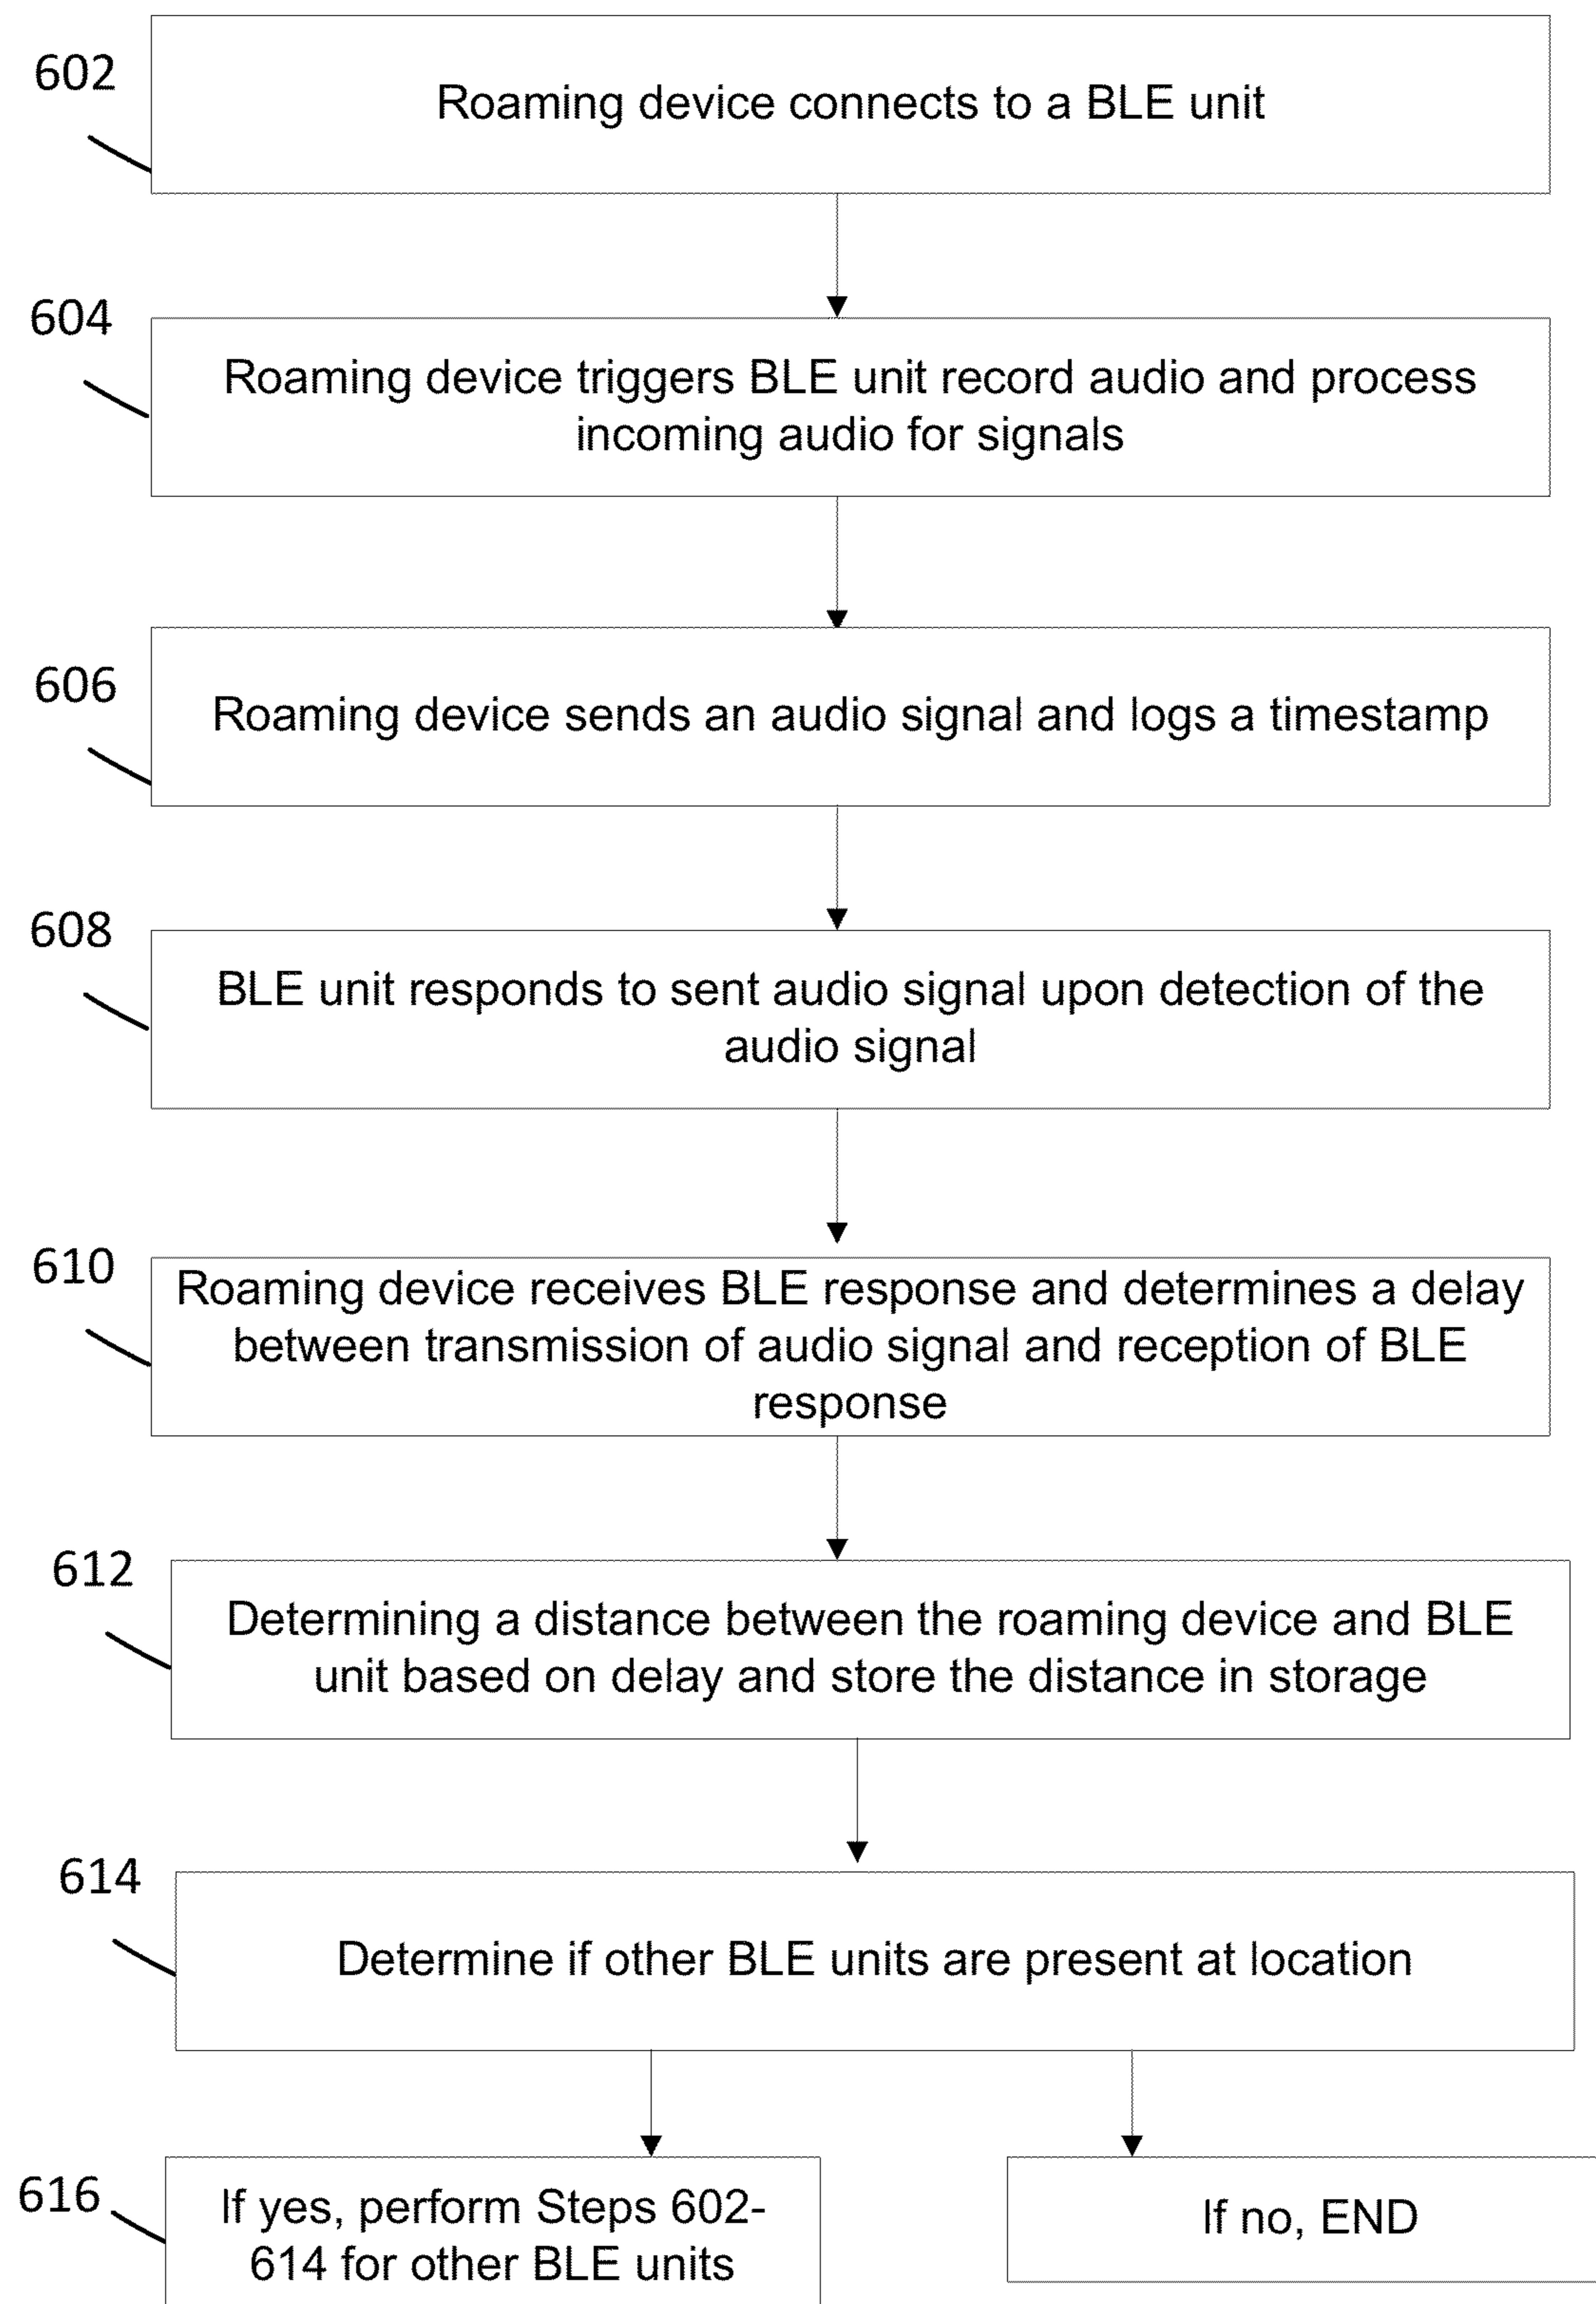 602
Roaming device connects to a BLE unit
604
Roaming device triggers BLE unit record audio and process
incoming audio for signals
606
Roaming device sends an audio signal and logs a timestamp
608
BLE unit responds to sent audio signal upon detection of the
audio signal
610
Roaming device receives BLE response and determines a delay
between transmission of audio signal and reception of BLE
response
612
Determining a distance between the roaming device and BLE
unit based on delay and store the distance in storage
614
Determine if other BLE units are present at location
616
If yes, perform Steps 602-
614 for other BLE units
If no, END